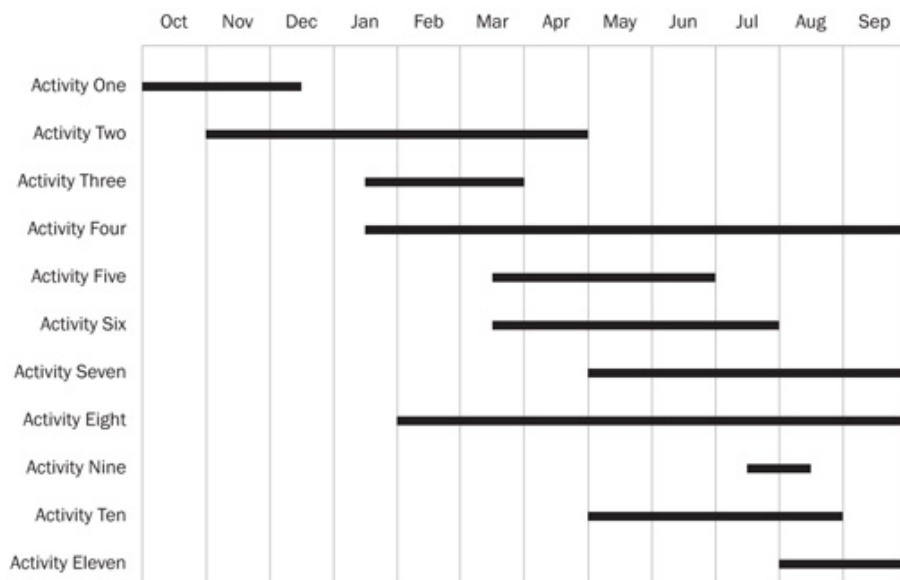 Oct Nov Dec Jan Feb Mar Apr May Jun Jul Aug Sep
Activity One
Activity Two
Activity Three
Activity Four
Activity Five
Activity Six
Activity Seven
Activity Eight
Activity Nine
Activity Ten
Activity Eleven